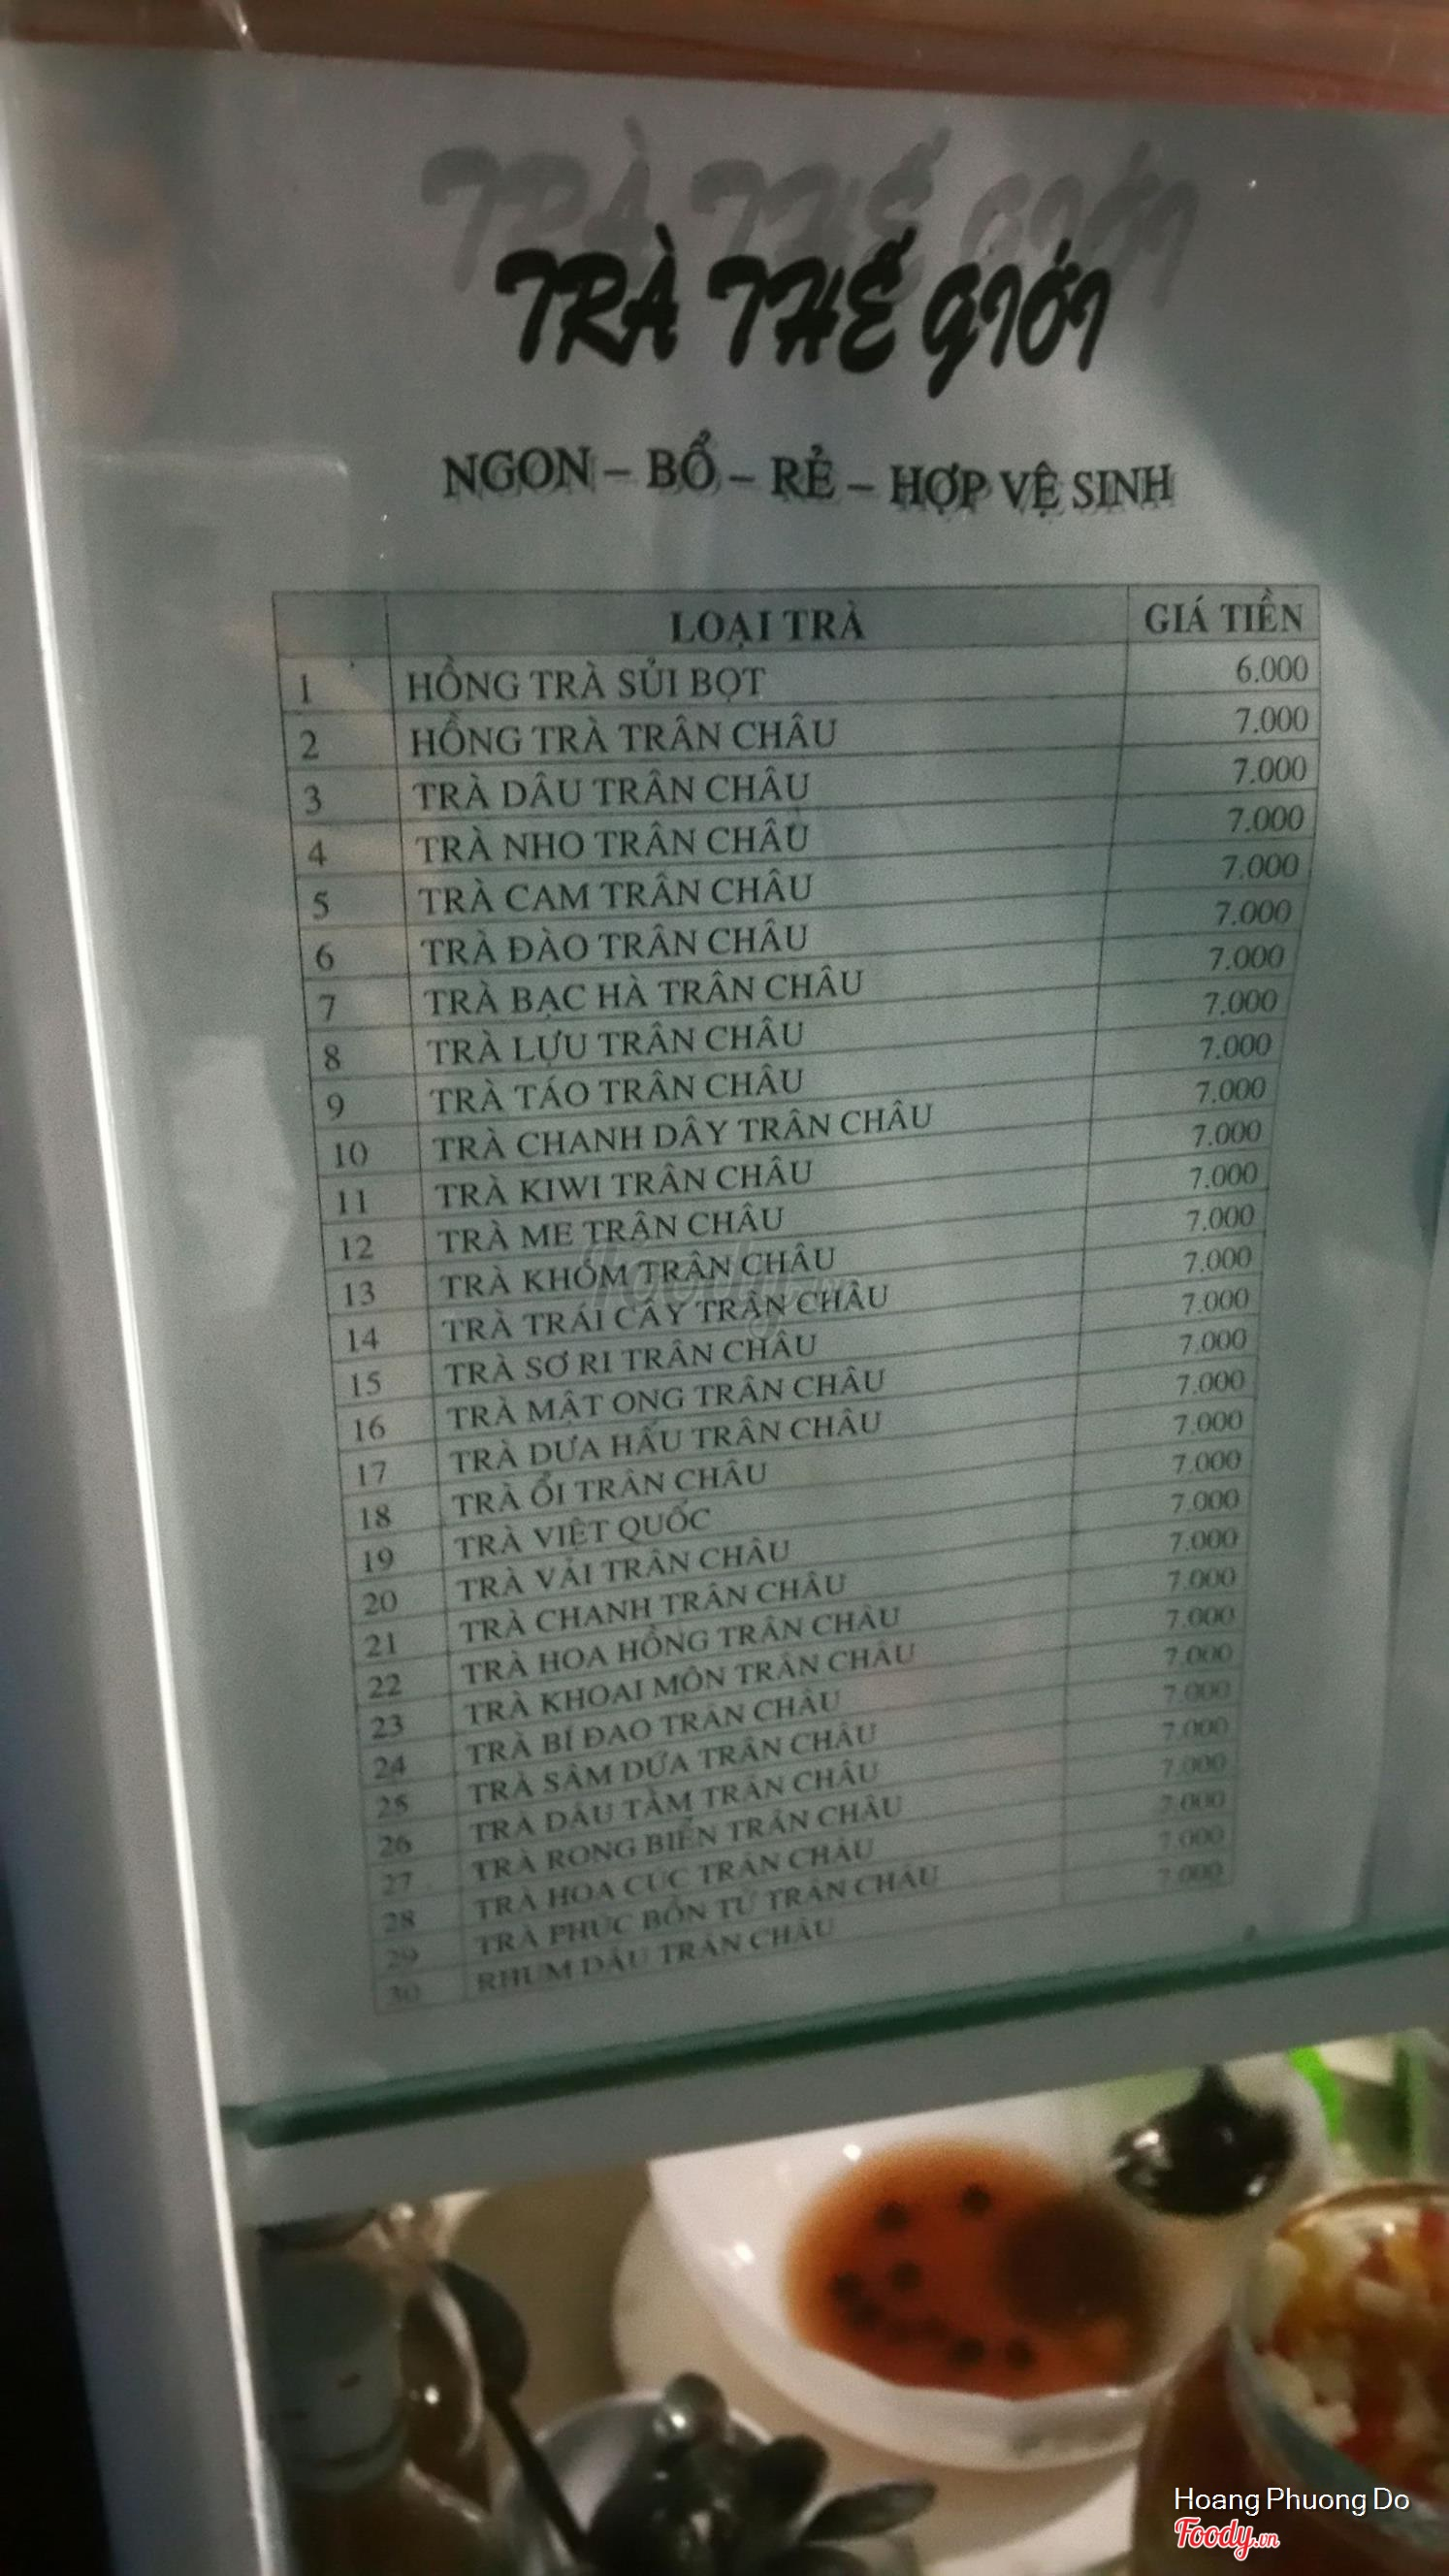 TRÀ THẾ GIỚI
NGON – BỔ – RẺ – HỢP VỆ SINH
LOẠI TRÀ GIÁ TIỀN
1 HỒNG TRÀ SỦI BỌT 6.000
2 HỒNG TRÀ TRÂN CHÂU 7.000
3 TRÀ DÂU TRÂN CHÂU 7.000
4 TRÀ NHO TRÂN CHÂU 7.000
5 TRÀ CAM TRÂN CHÂU 7.000
6 TRÀ ĐÀO TRÂN CHÂU 7.000
7 TRÀ BẠC HÀ TRÂN CHÂU 7.000
8 TRÀ LỰU TRÂN CHÂU 7.000
9 TRÀ TÁO TRÂN CHÂU 7.000
10 TRÀ CHANH DÂY TRÂN CHÂU 7.000
11 TRÀ KIWI TRÂN CHÂU 7.000
12 TRÀ ME TRÂN CHÂU 7.000
13 TRÀ KHÓM TRÂN CHÂU 7.000
14 TRÀ TRÁI CÂY TRÂN CHÂU 7.000
15 TRÀ SƠ RI TRÂN CHÂU 7.000
16 TRÀ MẬT ONG TRÂN CHÂU 7.000
17 TRÀ DƯA HẤU TRÂN CHÂU 7.000
18 TRÀ ỔI TRÂN CHÂU 7.000
19 TRÀ VIỆT QUỐC 7.000
20 TRÀ VẢI TRÂN CHÂU 7.000
21 TRÀ CHANH TRÂN CHÂU 7.000
22 TRÀ HOA HỒNG TRÂN CHÂU 7.000
23 TRÀ KHOAI MÔN TRÂN CHÂU 7.000
24 TRÀ BÍ ĐAO TRÂN CHÂU 7.000
25 TRÀ SÂM DỨA TRÂN CHÂU 7.000
26 TRÀ DÂU TẰM TRÂN CHÂU 7.000
27 TRÀ RONG BIỂN TRÂN CHÂU 7.000
28 TRÀ HOA CÚC TRÂN CHÂU 7.000
29 TRÀ PHÚC BỒN TỬ TRÂN CHÂU 7.000
30 RHUM DÂU TRÂN CHÂU 7.000
Foody.vn
Hoang Phuong Do
Foody.vn